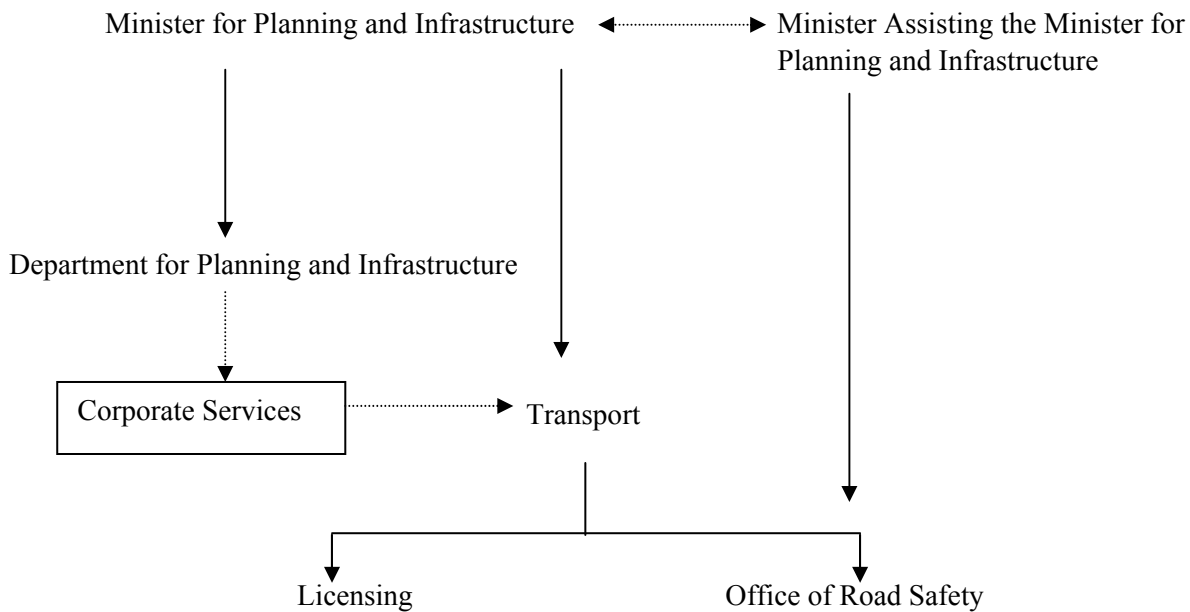 Minister for Planning and Infrastructure
Minister Assisting the Minister for
Planning and Infrastructure
Department for Planning and Infrastructure
Corporate Services
Transport
Licensing
Office of Road Safety